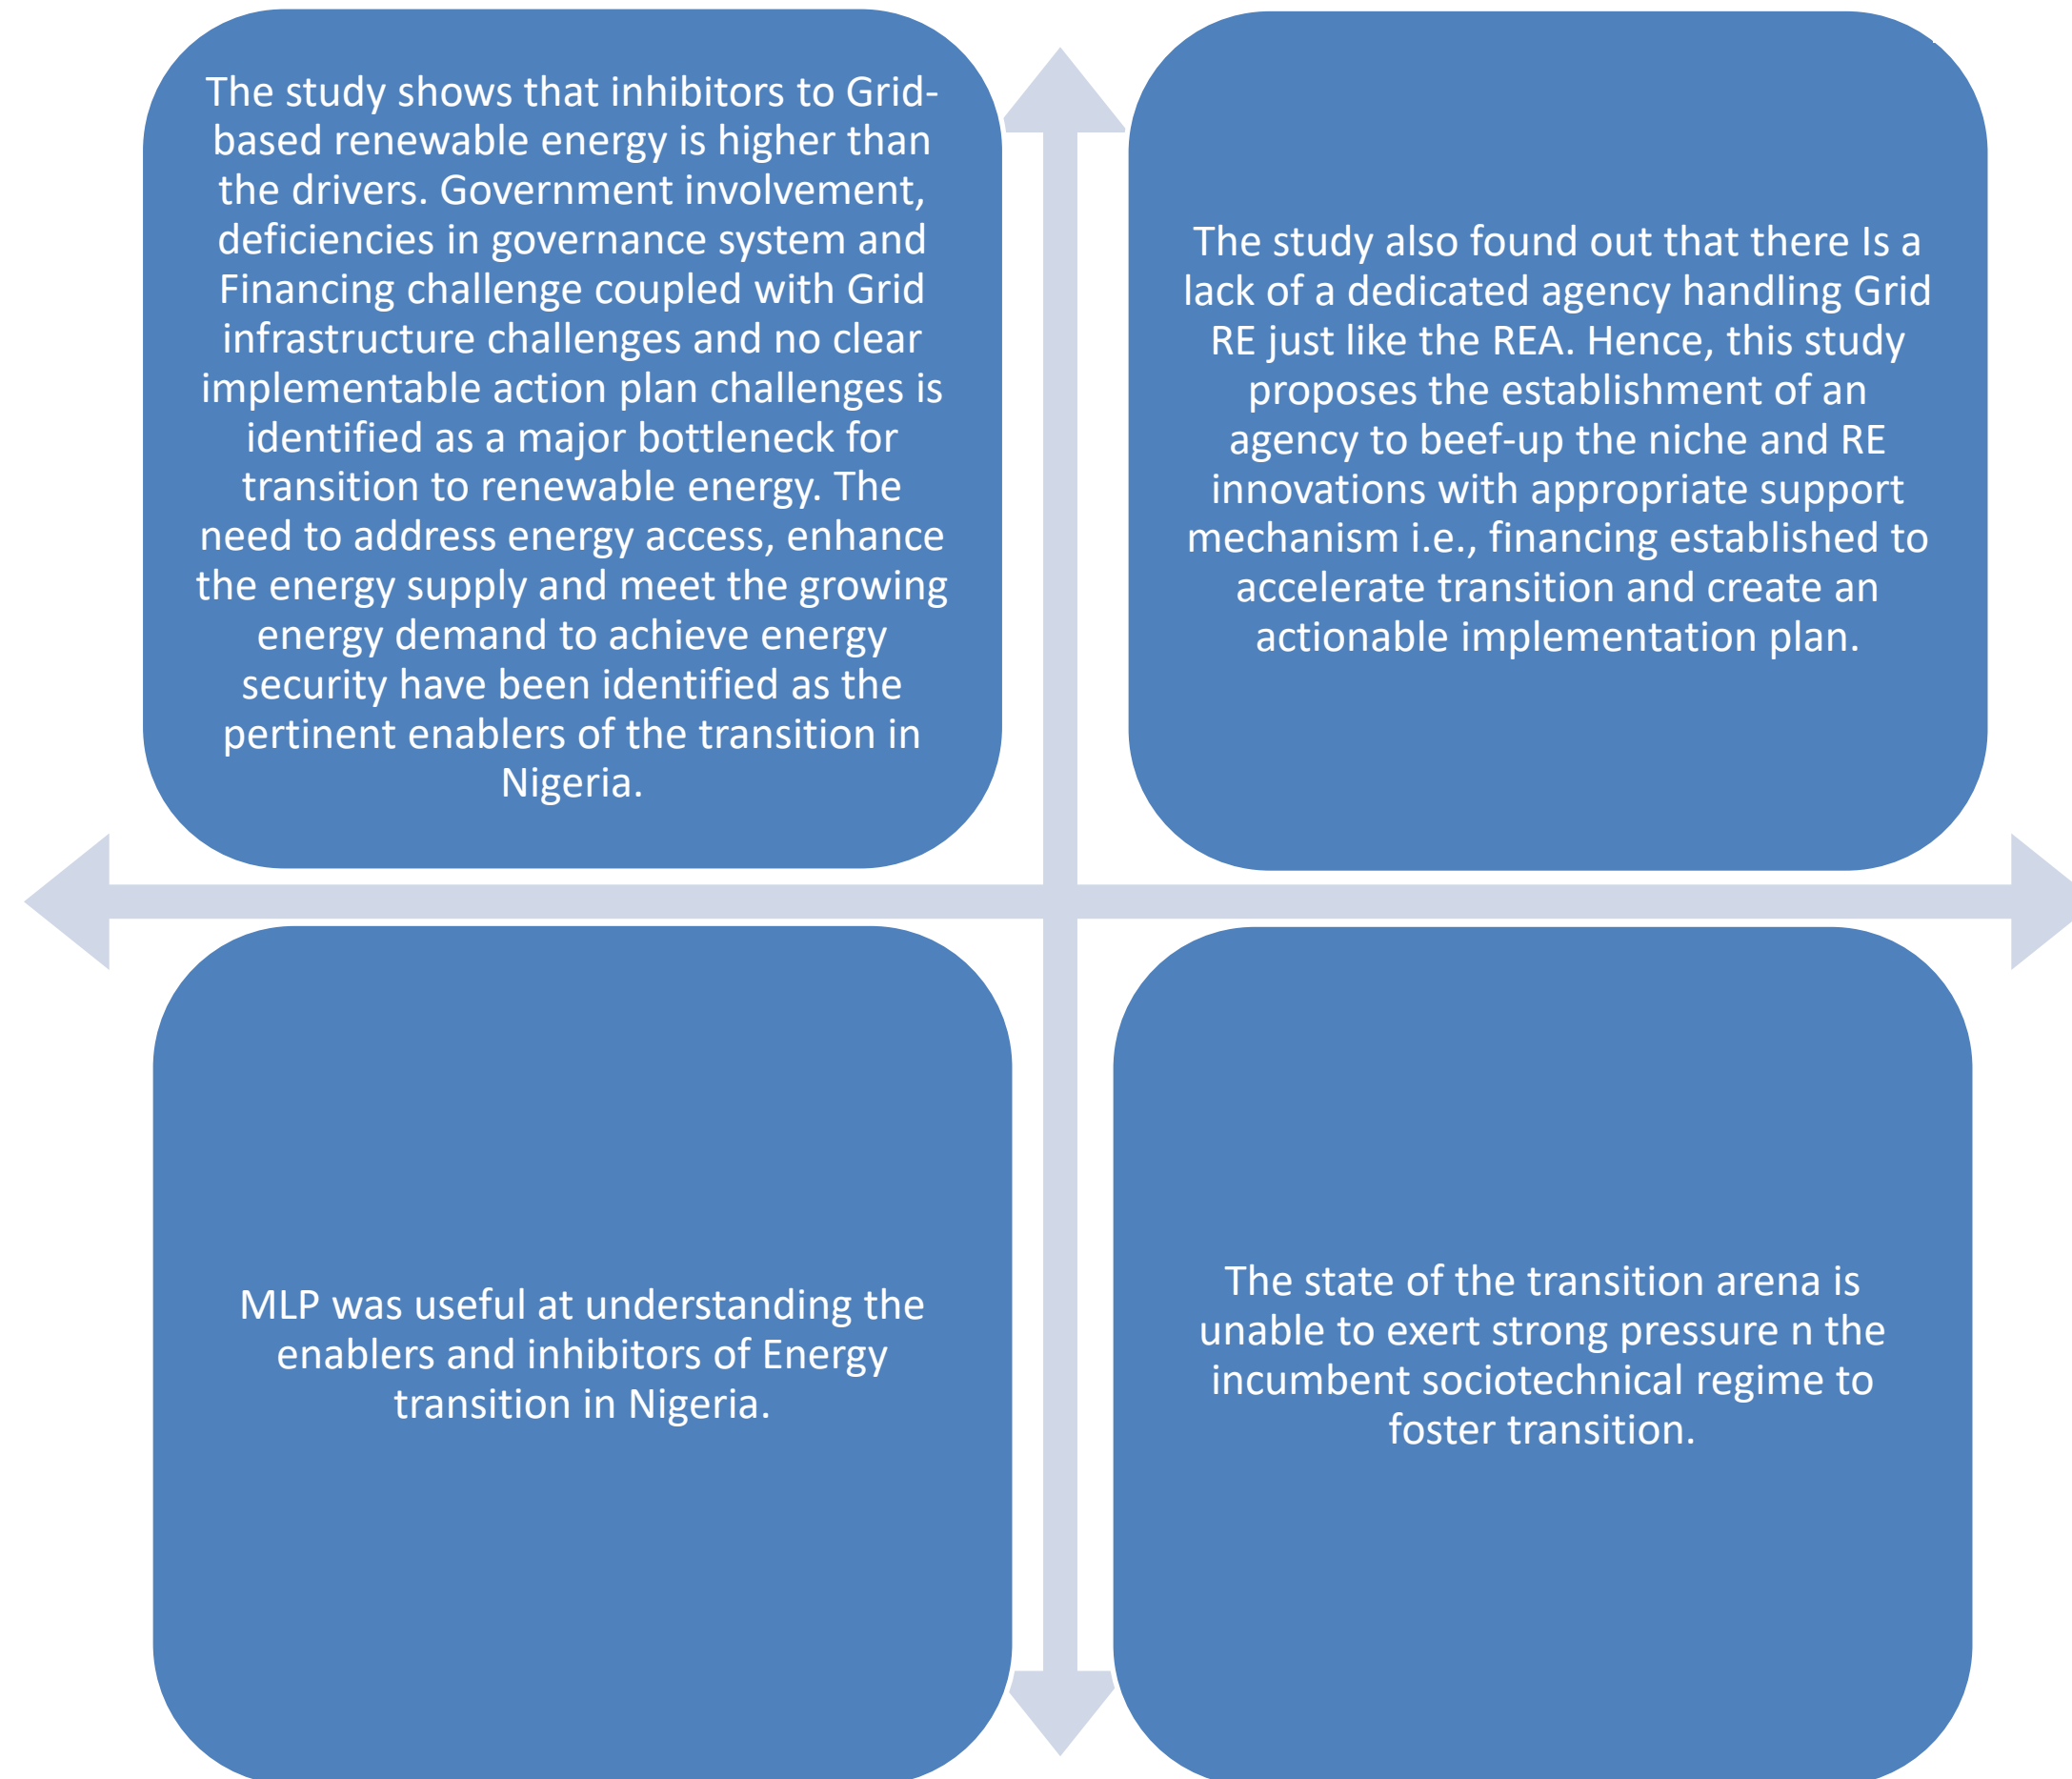 The study shows that inhibitors to Grid-
based renewable energy is higher than
the drivers. Government involvement,
deficiencies in governance system and
Financing challenge coupled with Grid
infrastructure challenges and no clear
implementable action plan challenges is
identified as a major bottleneck for
transition to renewable energy. The
need to address energy access, enhance
the energy supply and meet the growing
energy demand to achieve energy
security have been identified as the
pertinent enablers of the transition in
Nigeria.
The study also found out that there Is a
lack of a dedicated agency handling Grid
RE just like the REA. Hence, this study
proposes the establishment of an
agency to beef-up the niche and RE
innovations with appropriate support
mechanism i.e., financing established to
accelerate transition and create an
actionable implementation plan.
MLP was useful at understanding the
enablers and inhibitors of Energy
transition in Nigeria.
The state of the transition arena is
unable to exert strong pressure n the
incumbent sociotechnical regime to
foster transition.